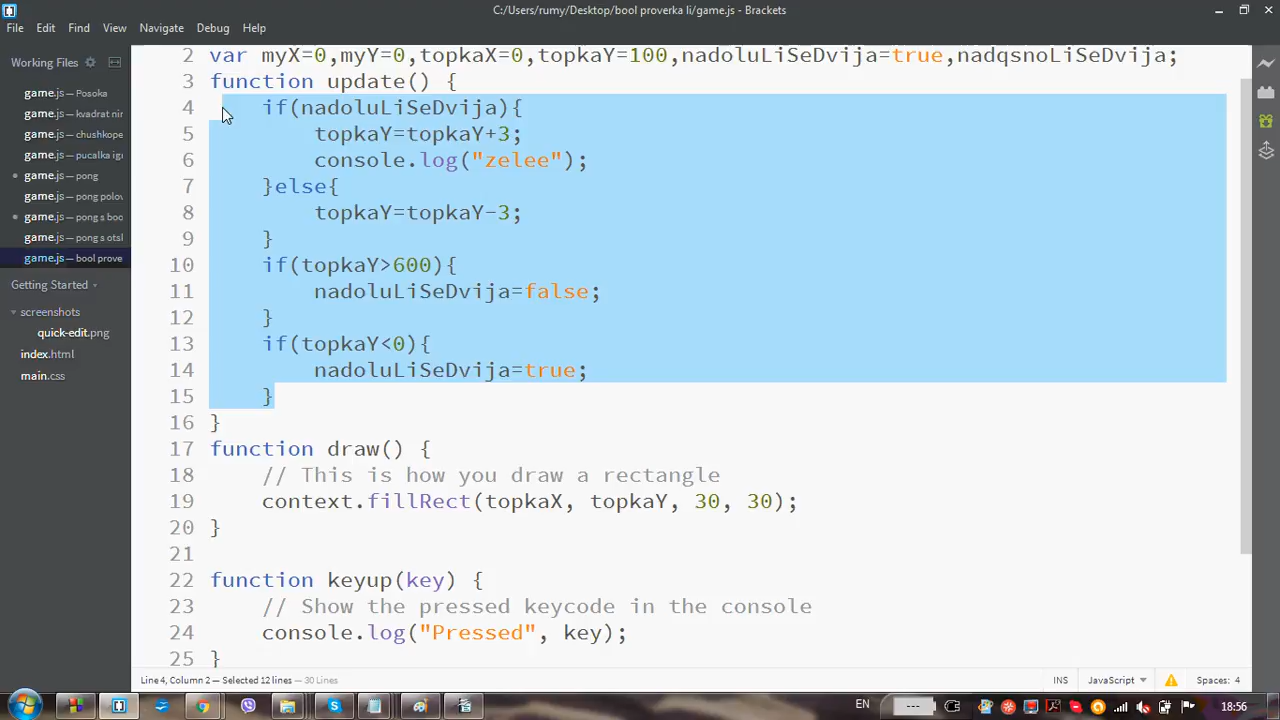 C:/Users/rumy/Desktop/bool proverka li/game.js - Brackets
File Edit View Navigate Debug Help
Working Files
game.js — Posoka
game.js — kvadrat nir
game.js — chushkope
game.js — pucalka ig
game.js — pong
game.js — pong polov
game.js — pong s boo
game.js — pong s otsl
game.js — bool prove
Getting Started
screenshots
quick-edit.png
index.html
main.css
2 var myX=0,myY=0,topkaX=0,topkaY=100,nadoluLiSeDvija=true,nadqsnoLiSeDvija;
3 function update() {
4 if(nadoluLiSeDvija){
5 topkaY=topkaY+3;
6 console.log("zelee");
7 }else{
8 topkaY=topkaY-3;
9 }
10 if(topkaY>600){
11 nadoluLiSeDvija=false;
12 }
13 if(topkaY<0){
14 nadoluLiSeDvija=true;
15 }
16 }
17 function draw() {
18 // This is how you draw a rectangle
19 context.fillRect(topkaX, topkaY, 30, 30);
20 }
21
22 function keyup(key) {
23 // Show the pressed keycode in the console
24 console.log("Pressed", key);
25 }
Line 4, Column 2 — Selected 12 lines — 30 Lines
INS JavaScript Spaces: 4
EN 18:56